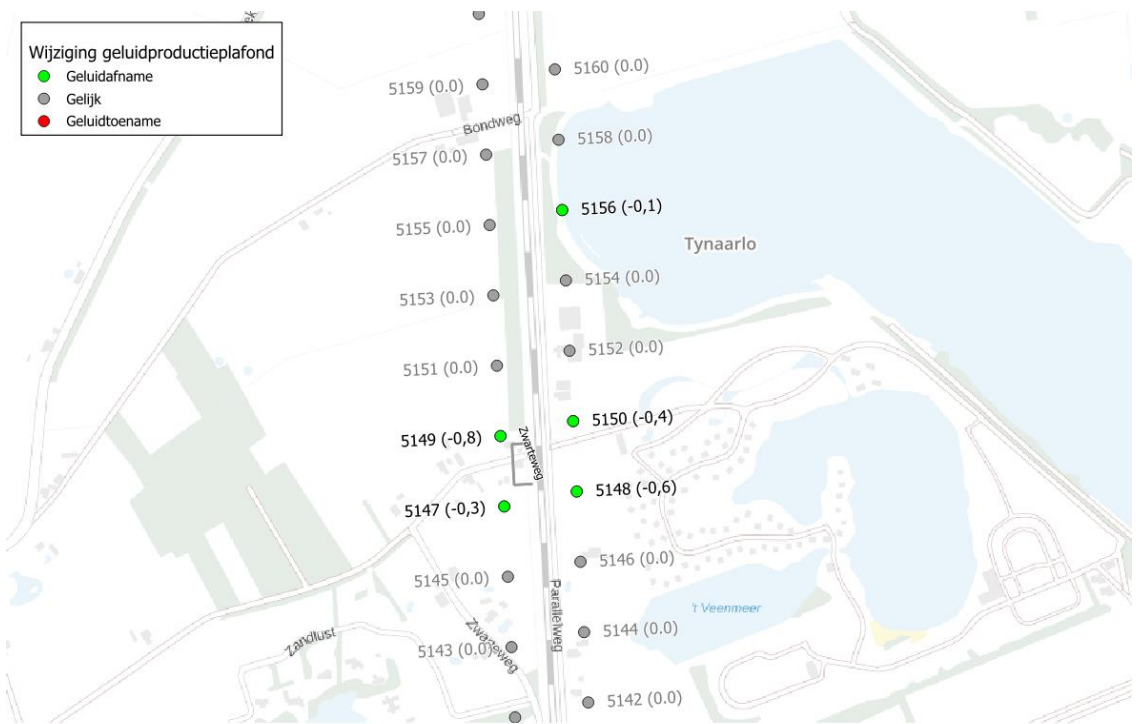 Wijziging geluidproductieplafond
Geluidafname
Gelijk
Geluidtoename
5160 (0.0)
5159 (0.0)
Bondweg
5158 (0.0)
5157 (0.0)
5156 (-0,1)
5155 (0.0)
Tynaarlo
5154 (0.0)
5153 (0.0)
5152 (0.0)
5151 (0.0)
5150 (-0,4)
5149 (-0,8)
Zwarteweg
5148 (-0,6)
5147 (-0,3)
5146 (0.0)
5145 (0.0)
Parallelweg
't Veenmeer
5144 (0.0)
Zandlust
Zwarteweg
5143 (0.0)
5142 (0.0)